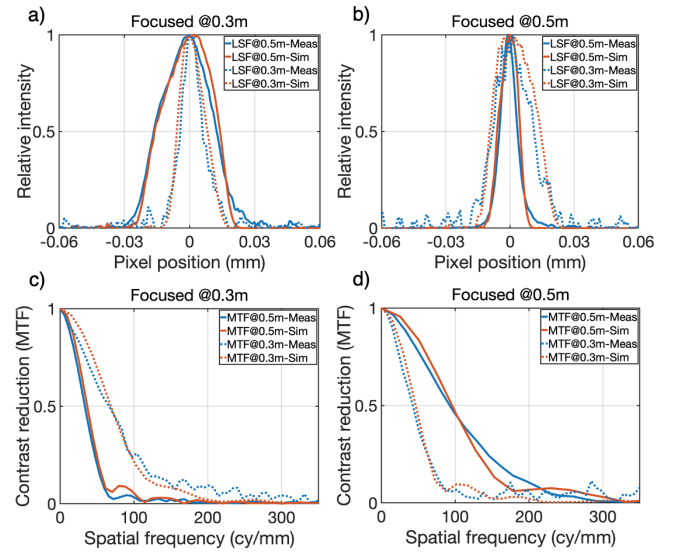 a)
Focused @0.3m
LSF@0.5m-Meas
LSF@0.5m-Sim
LSF@0.3m-Meas
LSF@0.3m-Sim
1
0.5
0
Relative intensity
-0.06
-0.03
0
0.03
0.06
Pixel position (mm)
b)
Focused @0.5m
LSF@0.5m-Meas
LSF@0.5m-Sim
LSF@0.3m-Meas
LSF@0.3m-Sim
1
0.5
0
Relative intensity
-0.06
-0.03
0
0.03
0.06
Pixel position (mm)
c)
Focused @0.3m
MTF@0.5m-Meas
MTF@0.5m-Sim
MTF@0.3m-Meas
MTF@0.3m-Sim
1
0.5
0
Contrast reduction (MTF)
0
100
200
300
Spatial frequency (cy/mm)
d)
Focused @0.5m
MTF@0.5m-Meas
MTF@0.5m-Sim
MTF@0.3m-Meas
MTF@0.3m-Sim
1
0.5
0
Contrast reduction (MTF)
0
100
200
300
Spatial frequency (cy/mm)